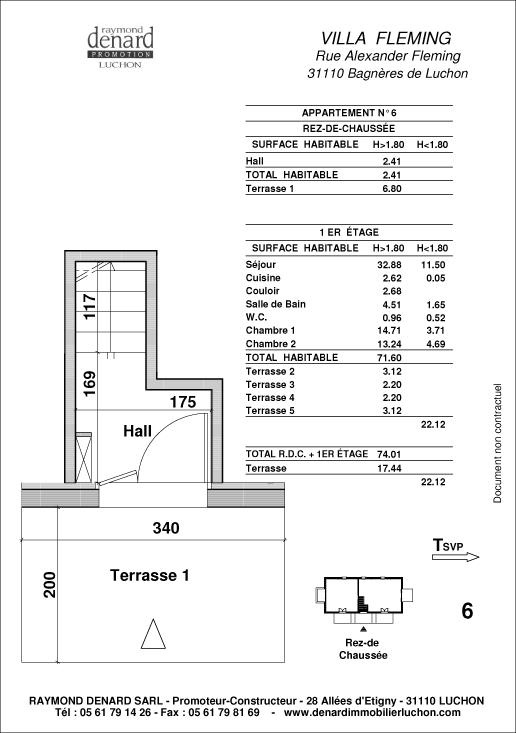 raymond
denard
PROMOTION
LUCHON
VILLA FLEMING
Rue Alexander Fleming
31110 Bagnères de Luchon
APPARTEMENT N°6
REZ-DE-CHAUSSÉE
SURFACE HABITABLE H>1.80 H<1.80
Hall 2.41
TOTAL HABITABLE 2.41
Terrasse 1 6.80
1 ER ÉTAGE
SURFACE HABITABLE H>1.80 H<1.80
Séjour 32.88 11.50
Cuisine 2.62 0.05
Couloir 2.68
Salle de Bain 4.51 1.65
W.C. 0.96 0.52
Chambre 1 14.71 3.71
Chambre 2 13.24 4.69
TOTAL HABITABLE 71.60
Terrasse 2 3.12
Terrasse 3 2.20
Terrasse 4 2.20
Terrasse 5 3.12
22.12
TOTAL R.D.C. + 1ER ÉTAGE 74.01
Terrasse 17.44
22.12
117
169
175
Hall
340
200
Terrasse 1
Document non contractuel
TSVP
6
Rez-de
Chaussée
RAYMOND DENARD SARL - Promoteur-Constructeur - 28 Allées d'Etigny - 31110 LUCHON
Tél : 05 61 79 14 26 - Fax : 05 61 79 81 69 - www.denardimmobilierluchon.com